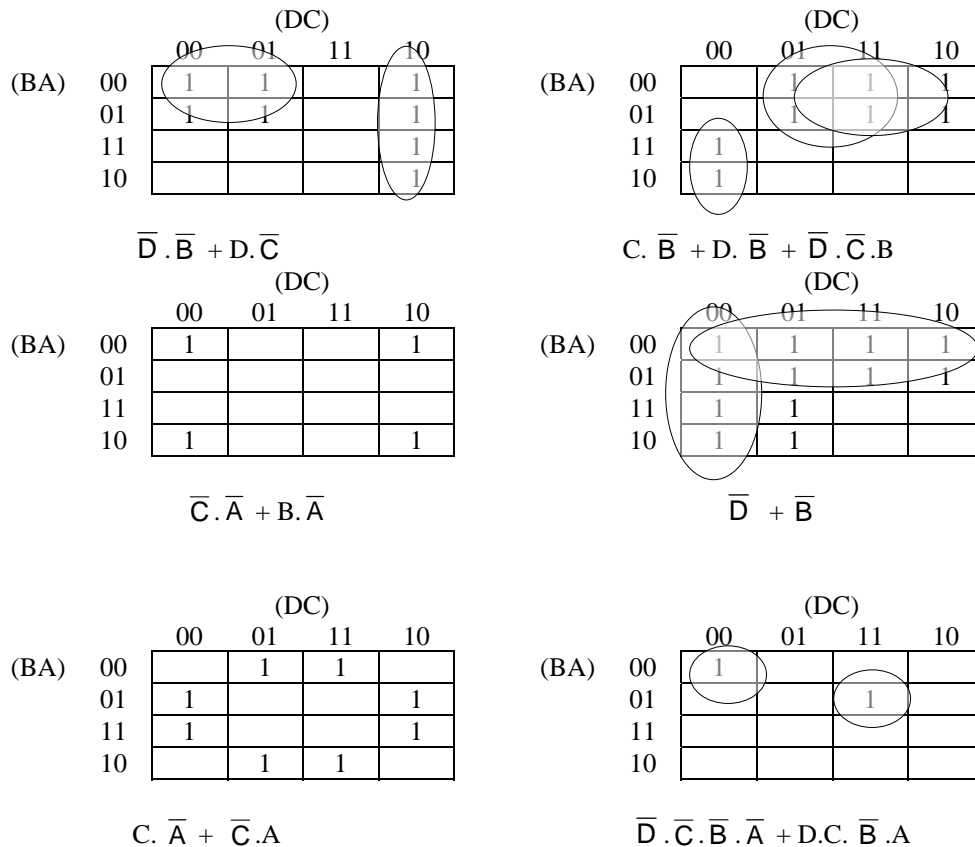 (DC)
00 01 11 10
(BA) 00 1 1 1
01 1 1 1
11 1
10 1
D̅.B̅ + D.C̅
(DC)
00 01 11 10
(BA) 00 1 1 1
01 1 1 1
11 1
10 1
C. B̅ + D. B̅ + D̅.C̅.B
(DC)
00 01 11 10
(BA) 00 1 1
01
11
10 1 1
C̅.A̅ + B.A̅
(DC)
00 01 11 10
(BA) 00 1 1 1 1
01 1 1 1 1
11 1 1
10 1 1
D̅ + B̅
(DC)
00 01 11 10
(BA) 00 1 1
01 1 1
11 1 1
10 1 1
C. A̅ + C̅.A
(DC)
00 01 11 10
(BA) 00 1
01 1
11
10
D̅.C̅.B̅.A̅ + D.C. B̅.A